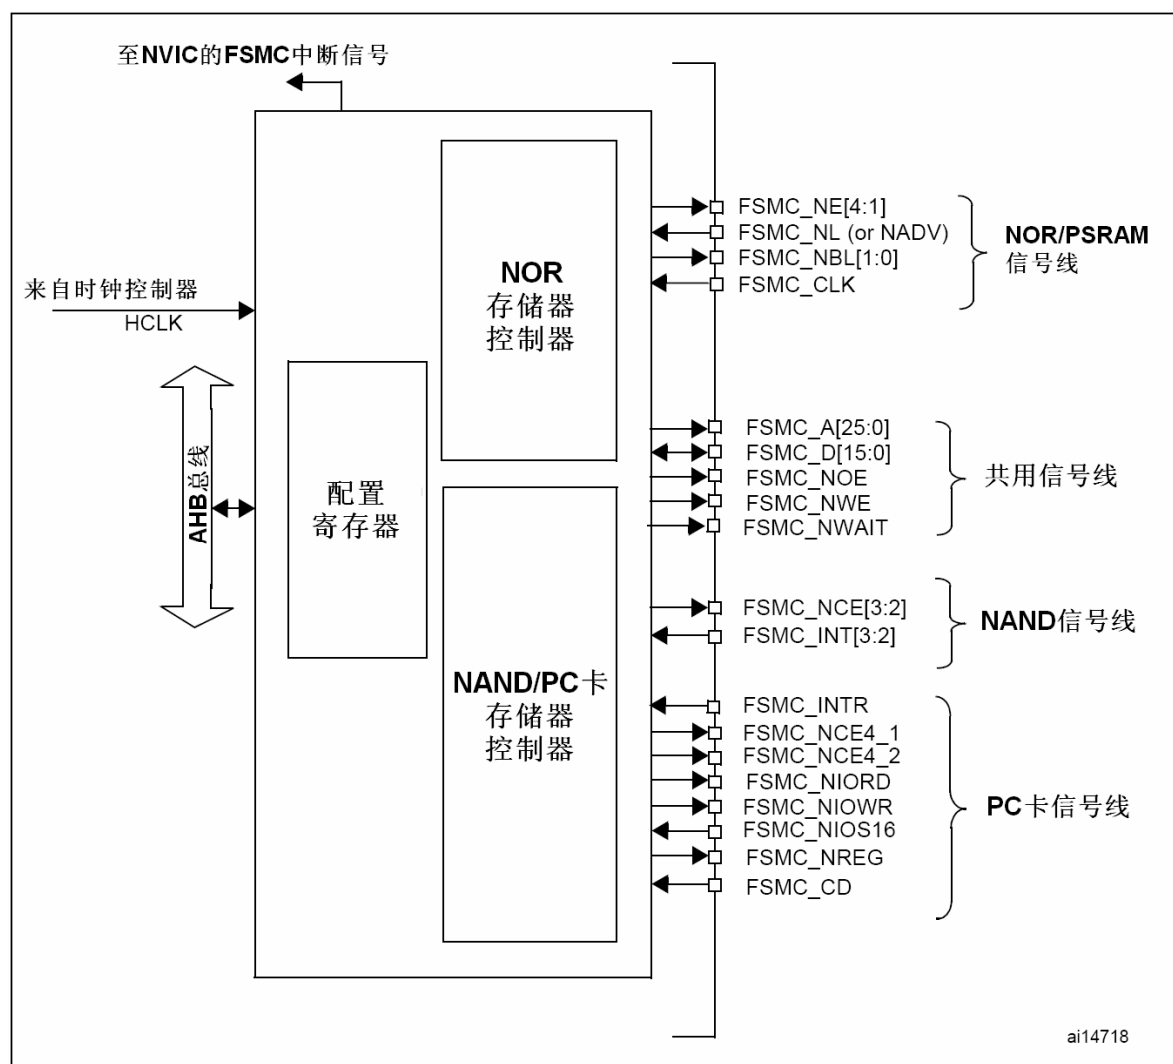 至NVIC的FSMC中断信号
来自时钟控制器
HCLK
AHB总线
配置
寄存器
NOR
存储器
控制器
NAND/PC卡
存储器
控制器
FSMC_NE[4:1]
FSMC_NL (or NADV)
FSMC_NBL[1:0]
FSMC_CLK
NOR/PSRAM
信号线
FSMC_A[25:0]
FSMC_D[15:0]
FSMC_NOE
FSMC_NWE
FSMC_NWAIT
共用信号线
FSMC_NCE[3:2]
FSMC_INT[3:2]
NAND信号线
FSMC_INTR
FSMC_NCE4_1
FSMC_NCE4_2
FSMC_NIORD
FSMC_NIOWR
FSMC_NIOS16
FSMC_NREG
FSMC_CD
PC卡信号线
ai14718